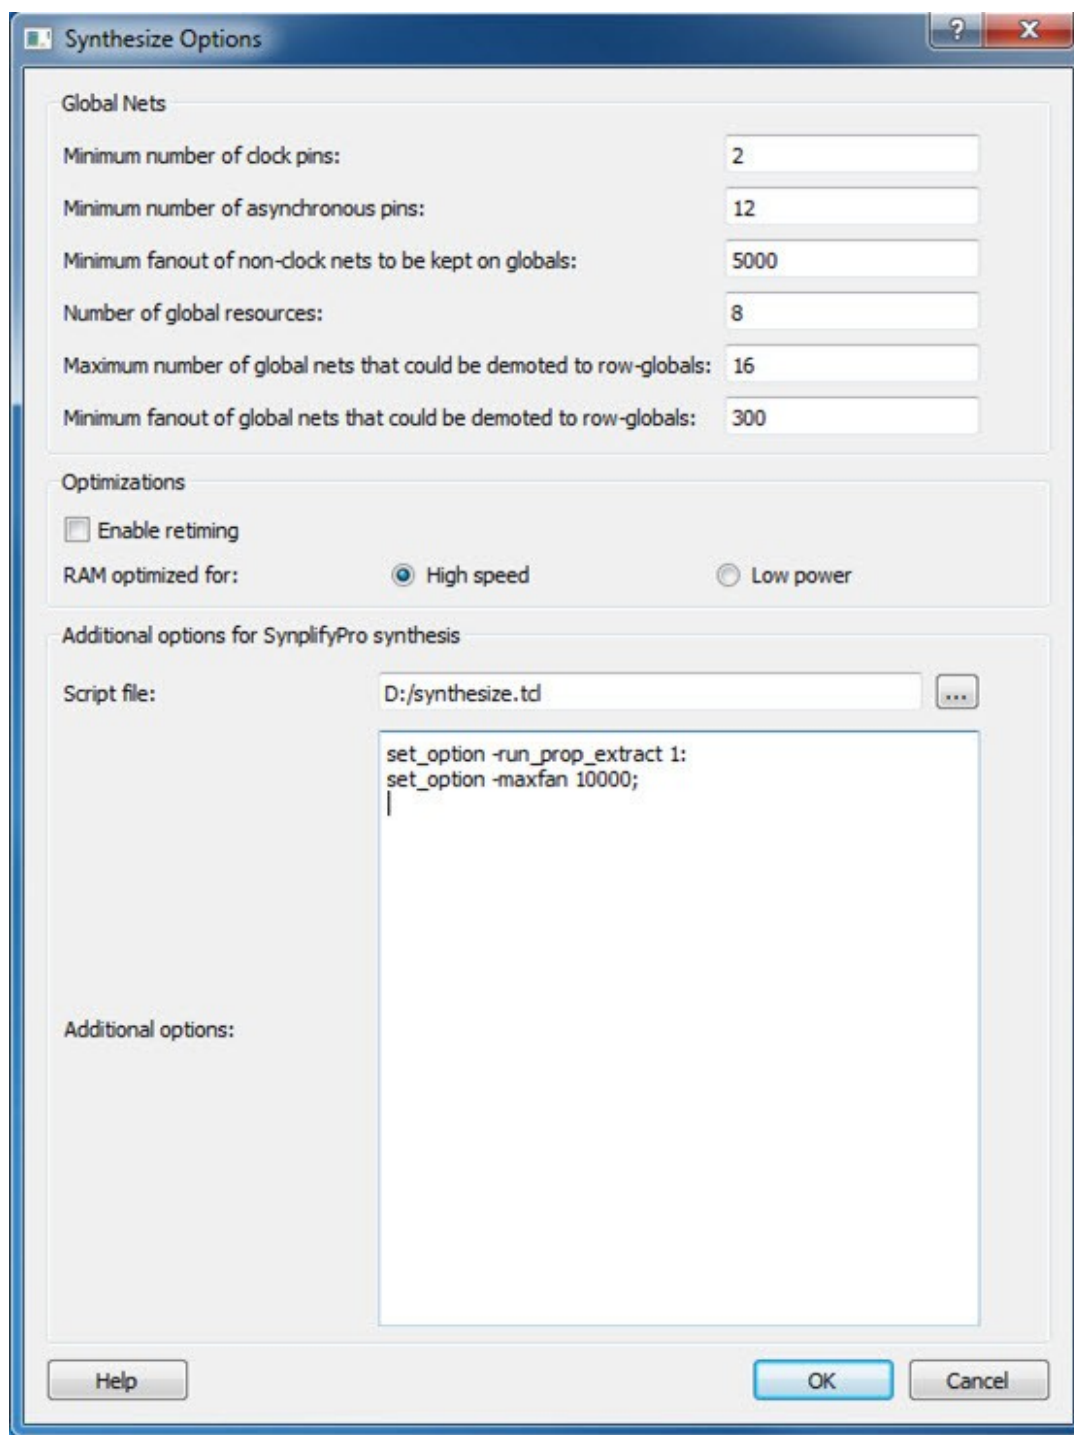 Synthesize Options
?
X
Global Nets
Minimum number of clock pins: 2
Minimum number of asynchronous pins: 12
Minimum fanout of non-clock nets to be kept on globals: 5000
Number of global resources: 8
Maximum number of global nets that could be demoted to row-globals: 16
Minimum fanout of global nets that could be demoted to row-globals: 300
Optimizations
Enable retiming
RAM optimized for: High speed Low power
Additional options for SynplifyPro synthesis
Script file: D:/synthesize.tcl ...
set_option -run_prop_extract 1:
set_option -maxfan 10000;
Additional options:
Help OK Cancel